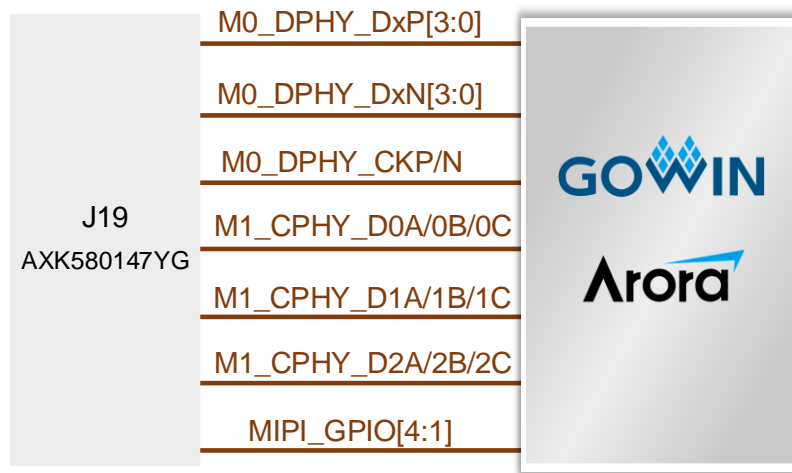 M0_DPHY_DxP[3:0]
M0_DPHY_DxN[3:0]
M0_DPHY_CKP/N
J19
AXK580147YG
M1_CPHY_D0A/0B/0C
M1_CPHY_D1A/1B/1C
M1_CPHY_D2A/2B/2C
MIPI_GPIO[4:1]
GOWIN
Arora